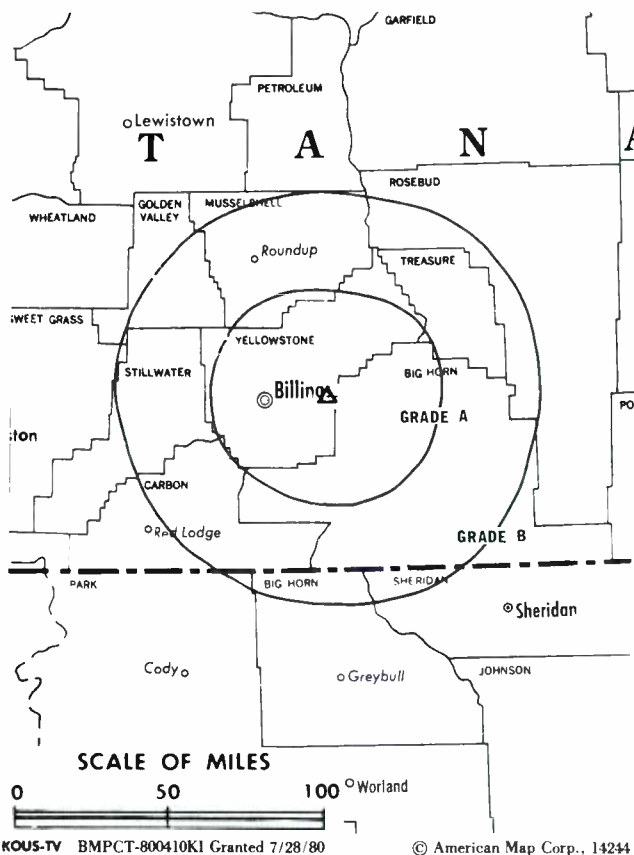 GARFIELD
PETROLEUM
Lewistown
T A N A
ROSEBUD
GOLDEN VALLEY
MUSSELSHELL
WHEATLAND
Roundup
TREASURE
SWEET GRASS
YELLOWSTONE
STILLWATER
BIG HORN
Billings
GRADE A
PO
ston
CARBON
Red Lodge
GRADE B
PARK
BIG HORN
SHERIDAN
Sheridan
Cody
Greybull
JOHNSON
SCALE OF MILES
0 50 100
Worland
KOUS-TV BMPCT-800410KI Granted 7/28/80
© American Map Corp., 14244